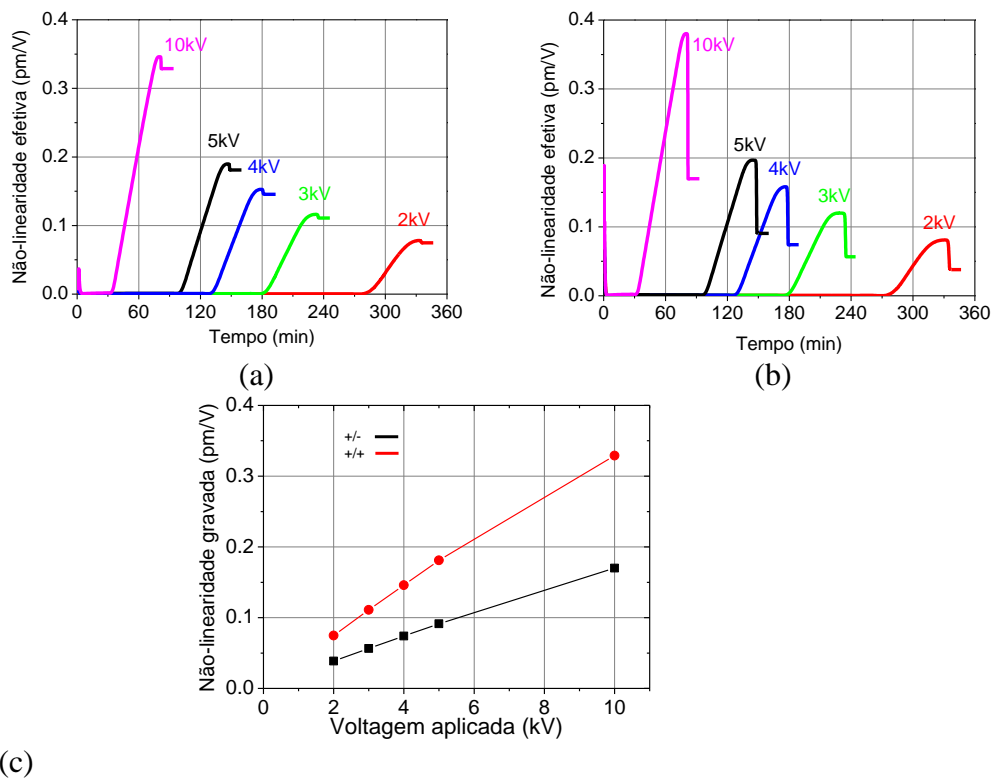 Não-linearidade efetiva (pm/V)
0.4
0.3
0.2
0.1
0.0
10kV
5kV
4kV
3kV
2kV
0 60 120 180 240 300 360
Tempo (min)
(a)
Não-linearidade efetiva (pm/V)
0.4
0.3
0.2
0.1
0.0
10kV
5kV
4kV
3kV
2kV
0 60 120 180 240 300 360
Tempo (min)
(b)
Não-linearidade gravada (pm/V)
0.4
0.3
0.2
0.1
0.0
+/-
+/+
0 2 4 6 8 10
Voltagem aplicada (kV)
(c)